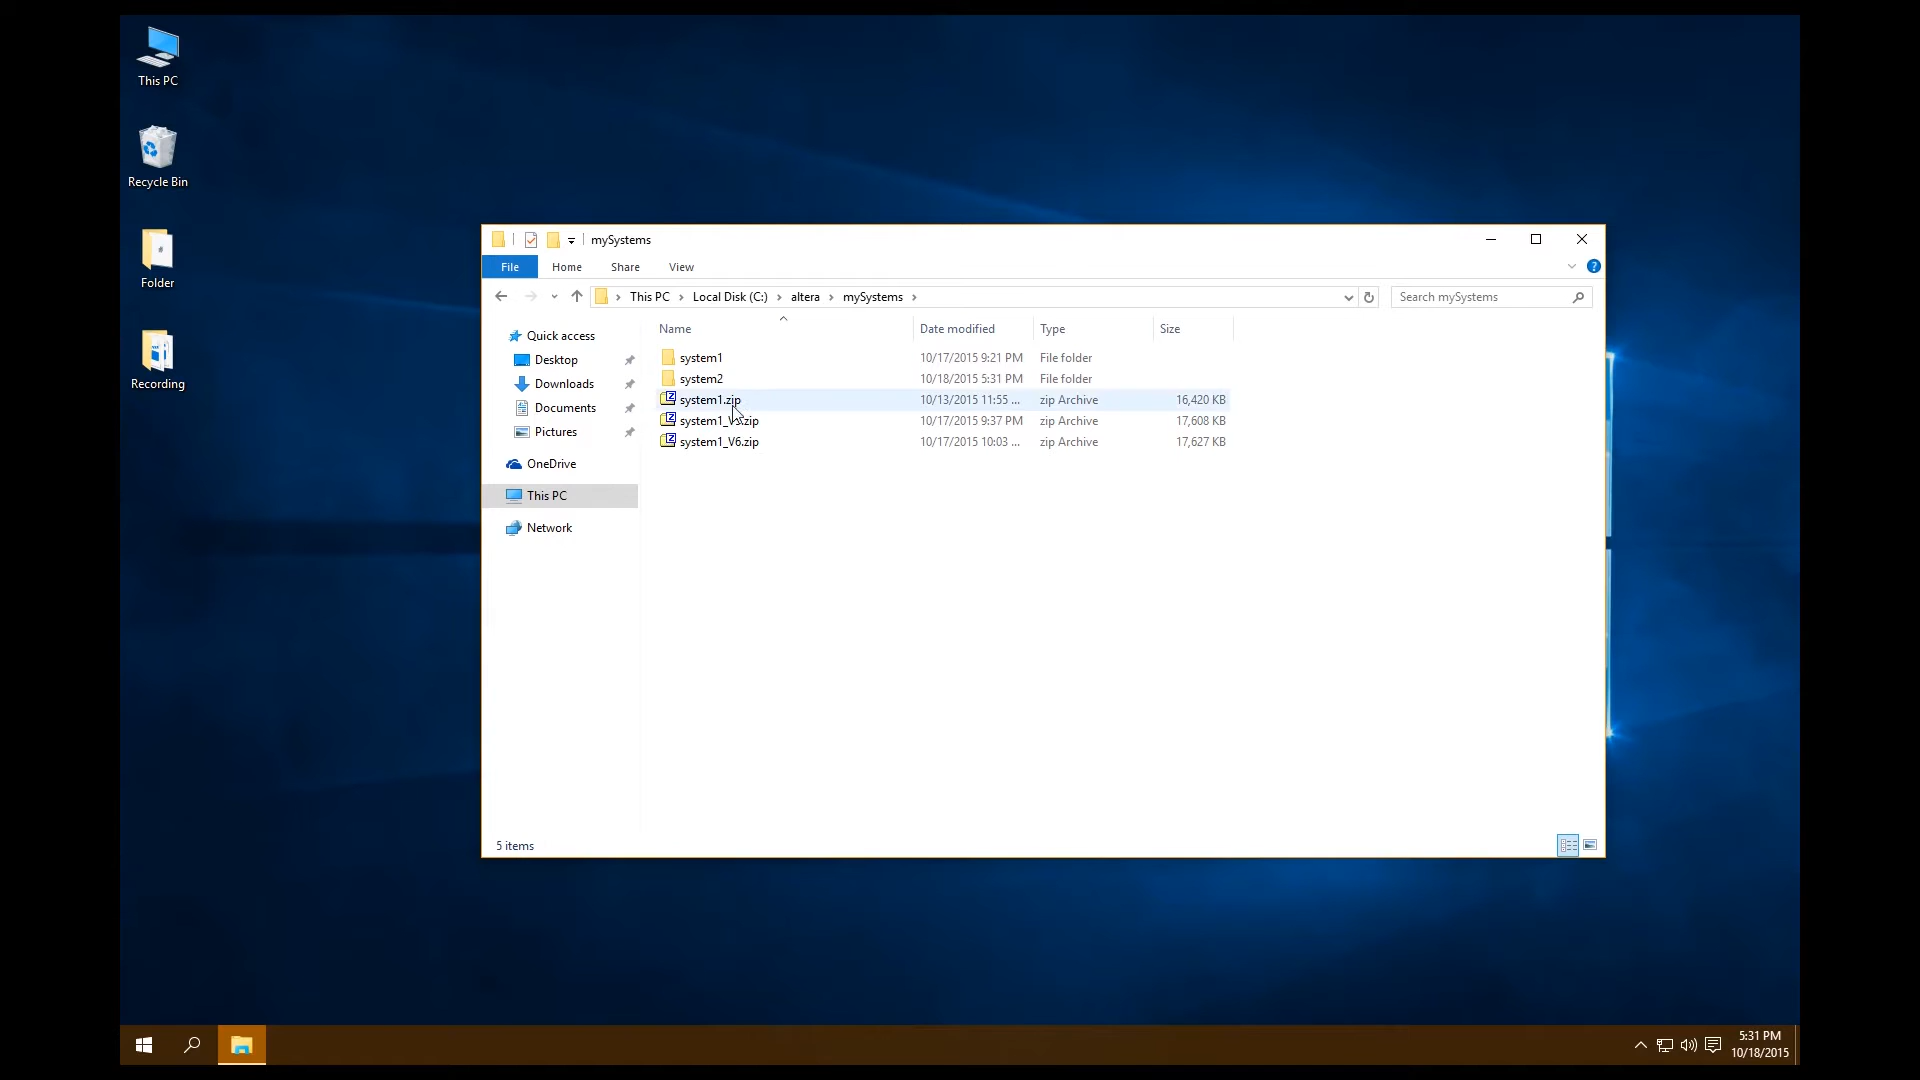 This PC
Recycle Bin
Folder
Recording
mySystems
File Home Share View
This PC Local Disk (C:) altera mySystems
Search mySystems
Name Date modified Type Size
Quick access
Desktop
Downloads
Documents
Pictures
OneDrive
This PC
Network
system1 10/17/2015 9:21 PM File folder
system2 10/18/2015 5:31 PM File folder
system1.zip 10/13/2015 11:55 ... zip Archive 16,420 KB
10/17/2015 9:37 PM zip Archive 17,608 KB
system1_V6.zip 10/17/2015 10:03 ... zip Archive 17,627 KB
5 items
5:31 PM
10/18/2015